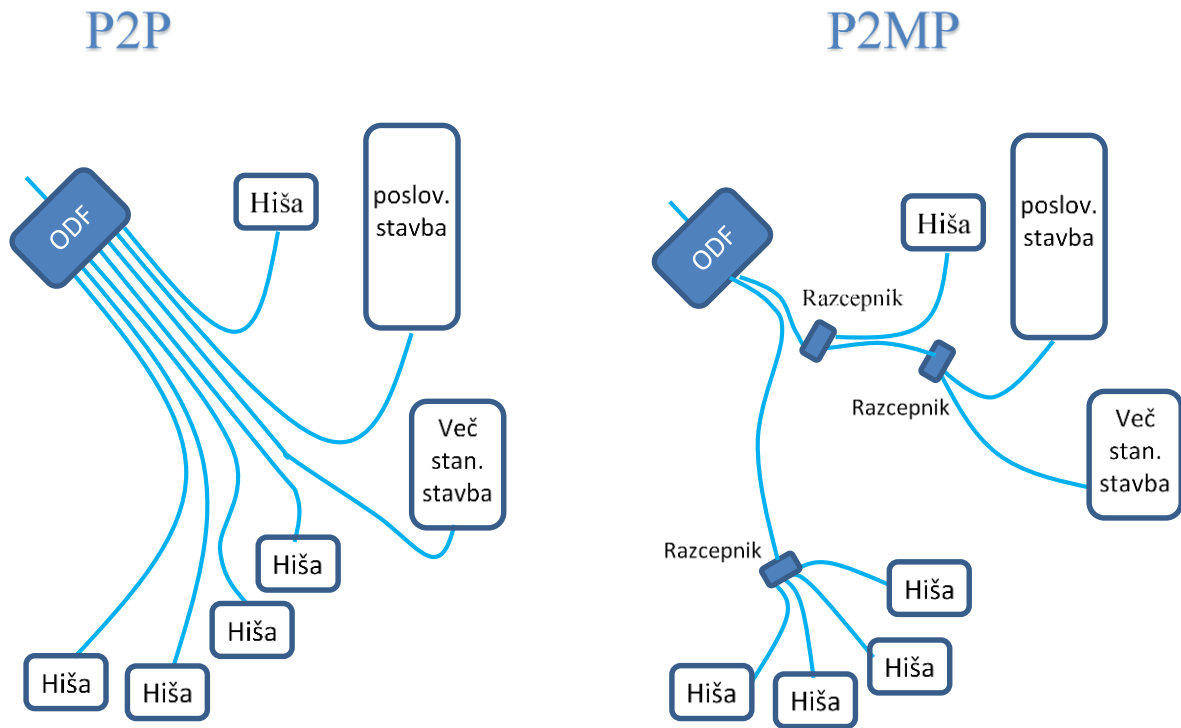 P2P
P2MP
Hiša
poslov.
stavba
ODF
Več
stan.
stavba
Hiša
Hiša
Hiša
Hiša
Hiša
poslov.
stavba
ODF
Razcepnik
Razcepnik
Več
stan.
stavba
Razcepnik
Hiša
Hiša
Hiša
Hiša